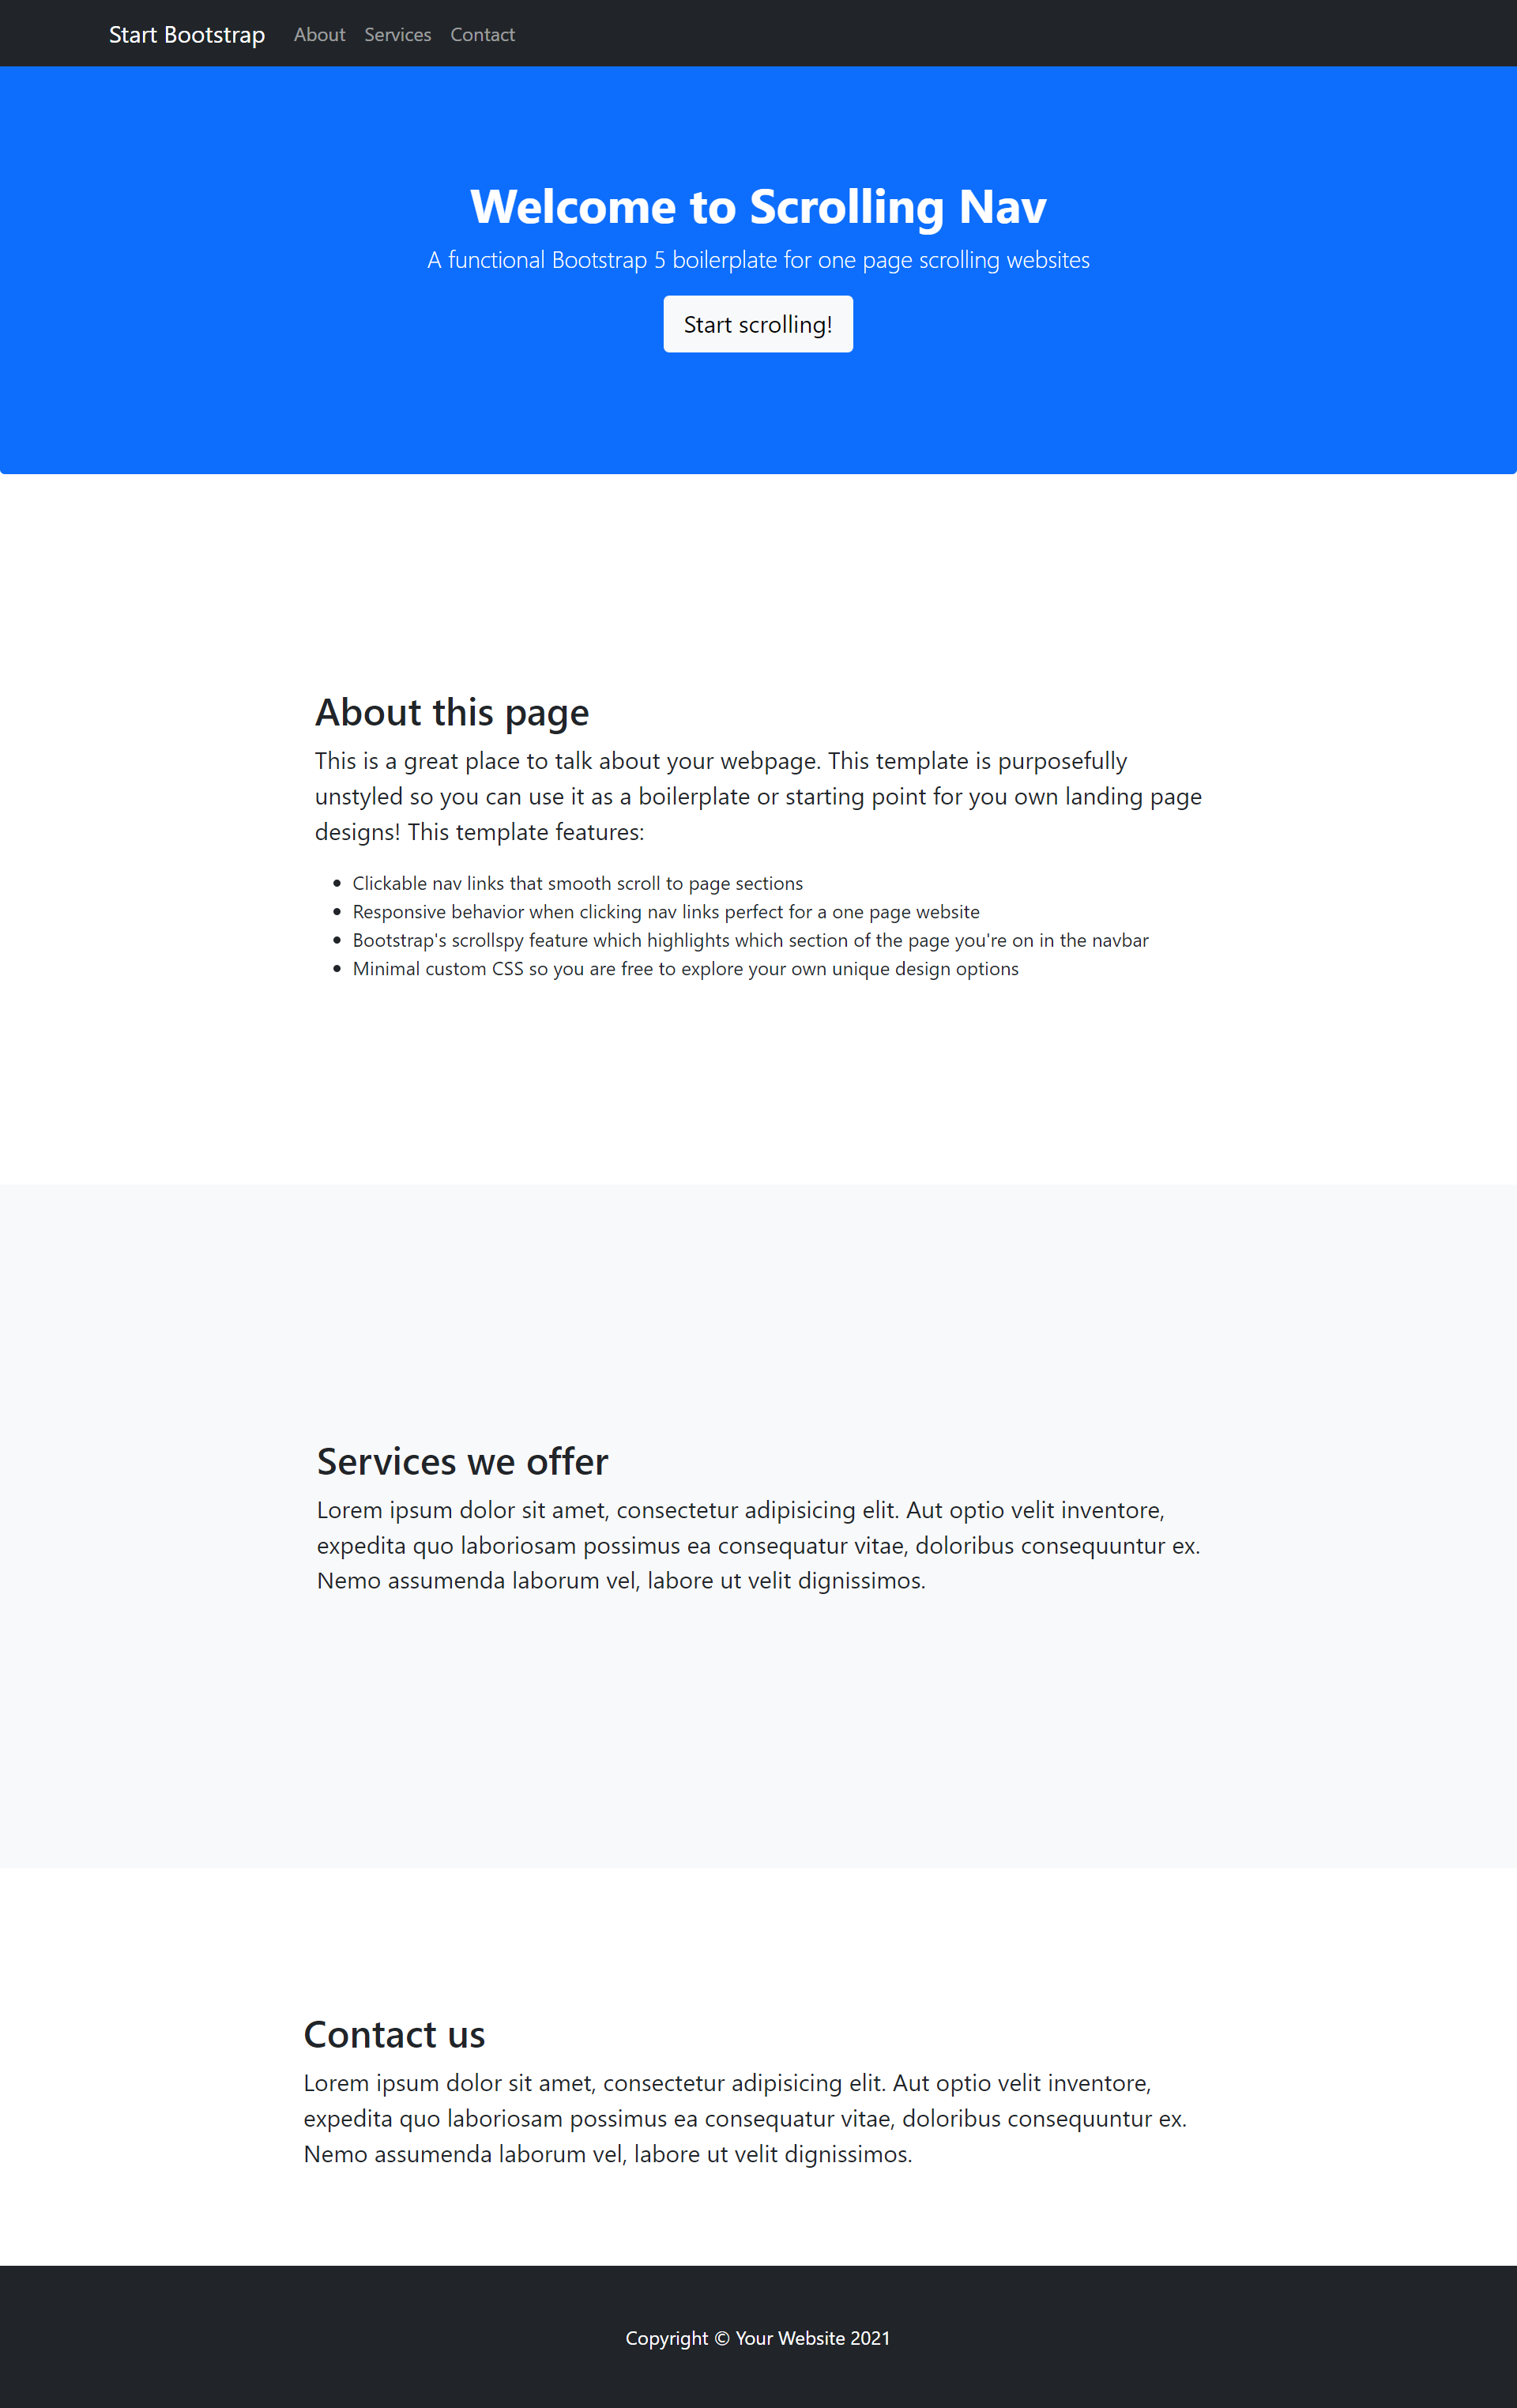 Start Bootstrap About Services Contact
Welcome to Scrolling Nav
A functional Bootstrap 5 boilerplate for one page scrolling websites
Start scrolling!
About this page
This is a great place to talk about your webpage. This template is purposefully
unstyled so you can use it as a boilerplate or starting point for you own landing page
designs! This template features:
Clickable nav links that smooth scroll to page sections
Responsive behavior when clicking nav links perfect for a one page website
Bootstrap's scrollspy feature which highlights which section of the page you're on in the navbar
Minimal custom CSS so you are free to explore your own unique design options
Services we offer
Lorem ipsum dolor sit amet, consectetur adipisicing elit. Aut optio velit inventore,
expedita quo laboriosam possimus ea consequatur vitae, doloribus consequuntur ex.
Nemo assumenda laborum vel, labore ut velit dignissimos.
Contact us
Lorem ipsum dolor sit amet, consectetur adipisicing elit. Aut optio velit inventore,
expedita quo laboriosam possimus ea consequatur vitae, doloribus consequuntur ex.
Nemo assumenda laborum vel, labore ut velit dignissimos.
Copyright © Your Website 2021